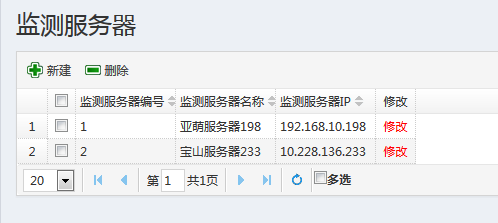 监测服务器
新建 删除
监测服务器编号 监测服务器名称 监测服务器IP 修改
1 1 亚萌服务器198 192.168.10.198 修改
2 2 宝山服务器233 10.228.136.233 修改
20 第 1 共1页 多选